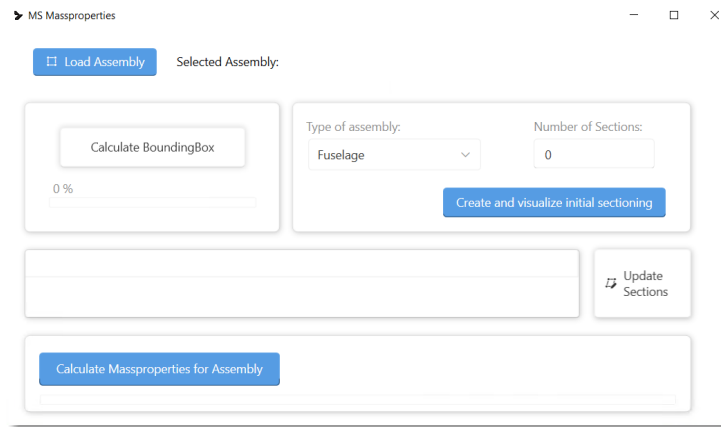 MS Massproperties
Load Assembly Selected Assembly:
Calculate BoundingBox
0 %
Type of assembly: Number of Sections:
Fuselage 0
Create and visualize initial sectioning
Update
Sections
Calculate Massproperties for Assembly